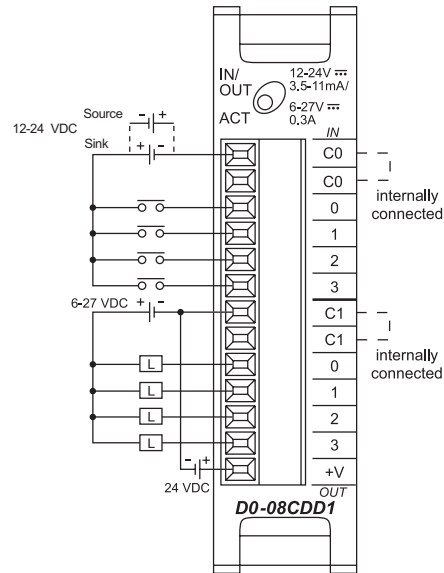 IN/
OUT
ACT
12-24V
3.5-11mA/
6-27V
0.3A
IN
Source
- +
12-24 VDC
Sink
+ -
C0
C0
internally
connected
0
1
2
3
6-27 VDC
+ -
C1
C1
internally
connected
L
0
L
1
L
2
L
3
- +
24 VDC
+V
OUT
D0-08CDD1